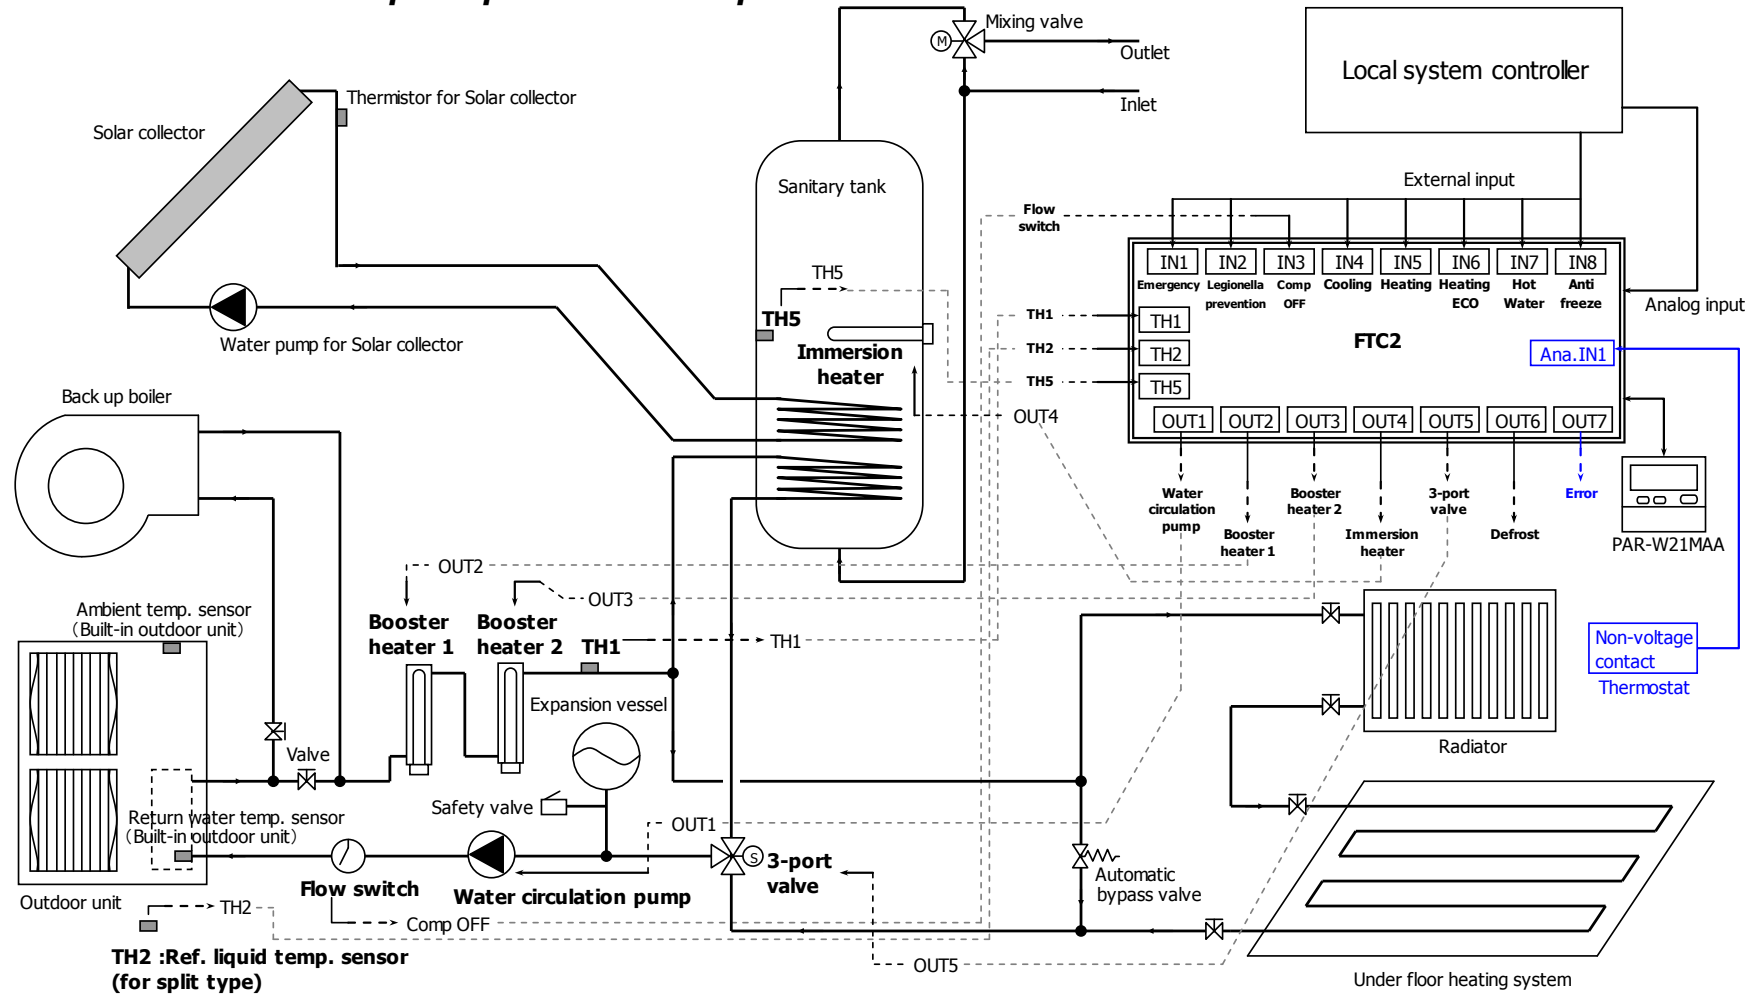 Mixing valve
M
Outlet
Inlet
Local system controller
Thermistor for Solar collector
Solar collector
Sanitary tank
External input
Flow
switch
IN1
IN2
IN3
IN4
IN5
IN6
IN7
IN8
Emergency
Legionella
prevention
Comp
OFF
Cooling
Heating
Heating
ECO
Hot
Water
Anti
freeze
Analog input
TH5
TH5
TH1
TH1
TH2
TH2
TH5
TH5
FTC2
Ana.IN1
Water pump for Solar collector
Immersion
heater
OUT4
OUT1
OUT2
OUT3
OUT4
OUT5
OUT6
OUT7
Back up boiler
Water
circulation
pump
Booster
heater 1
Booster
heater 2
Immersion
heater
3-port
valve
Defrost
Error
PAR-W21MAA
OUT2
OUT3
Ambient temp. sensor
(Built-in outdoor unit)
Booster
heater 1
Booster
heater 2
TH1
TH1
Non-voltage
contact
Thermostat
Expansion vessel
Valve
Radiator
Safety valve
Return water temp. sensor
(Built-in outdoor unit)
OUT1
S
3-port
valve
Automatic
bypass valve
Flow switch
Water circulation pump
Outdoor unit
TH2
Comp OFF
OUT5
TH2 :Ref. liquid temp. sensor
(for split type)
Under floor heating system